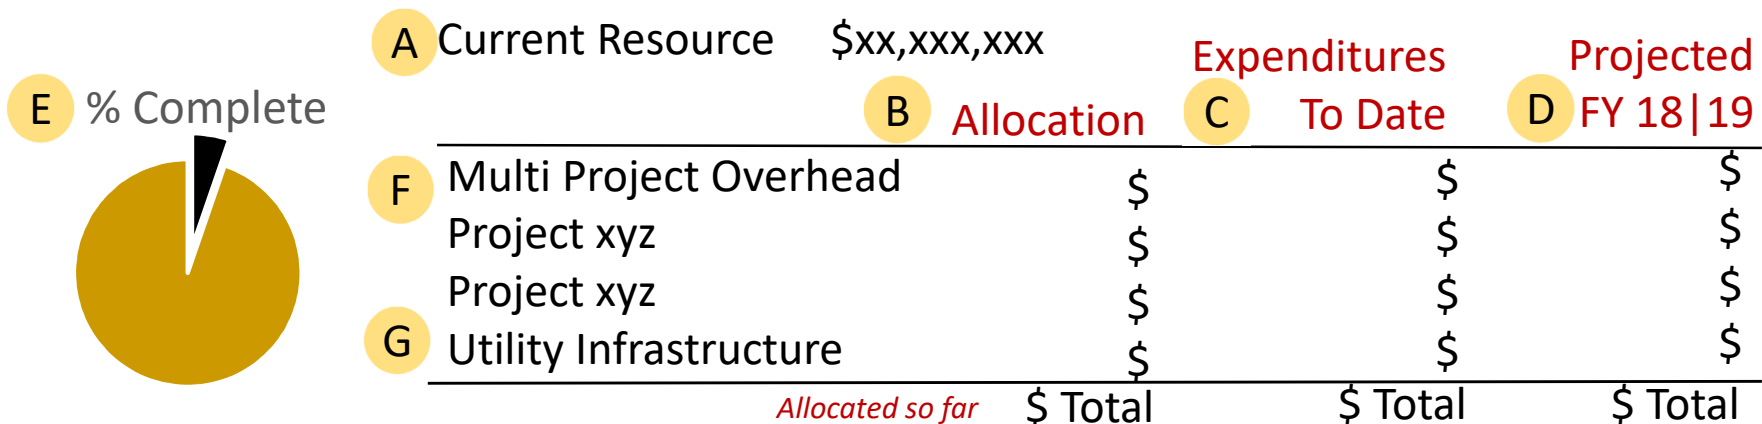 A Current Resource $xx,xxx,xxx
E % Complete
B Allocation
C Expenditures
To Date
D Projected
FY 18|19
F Multi Project Overhead $ $ $
Project xyz $ $ $
Project xyz $ $ $
G Utility Infrastructure $ $ $
Allocated so far $ Total $ Total $ Total